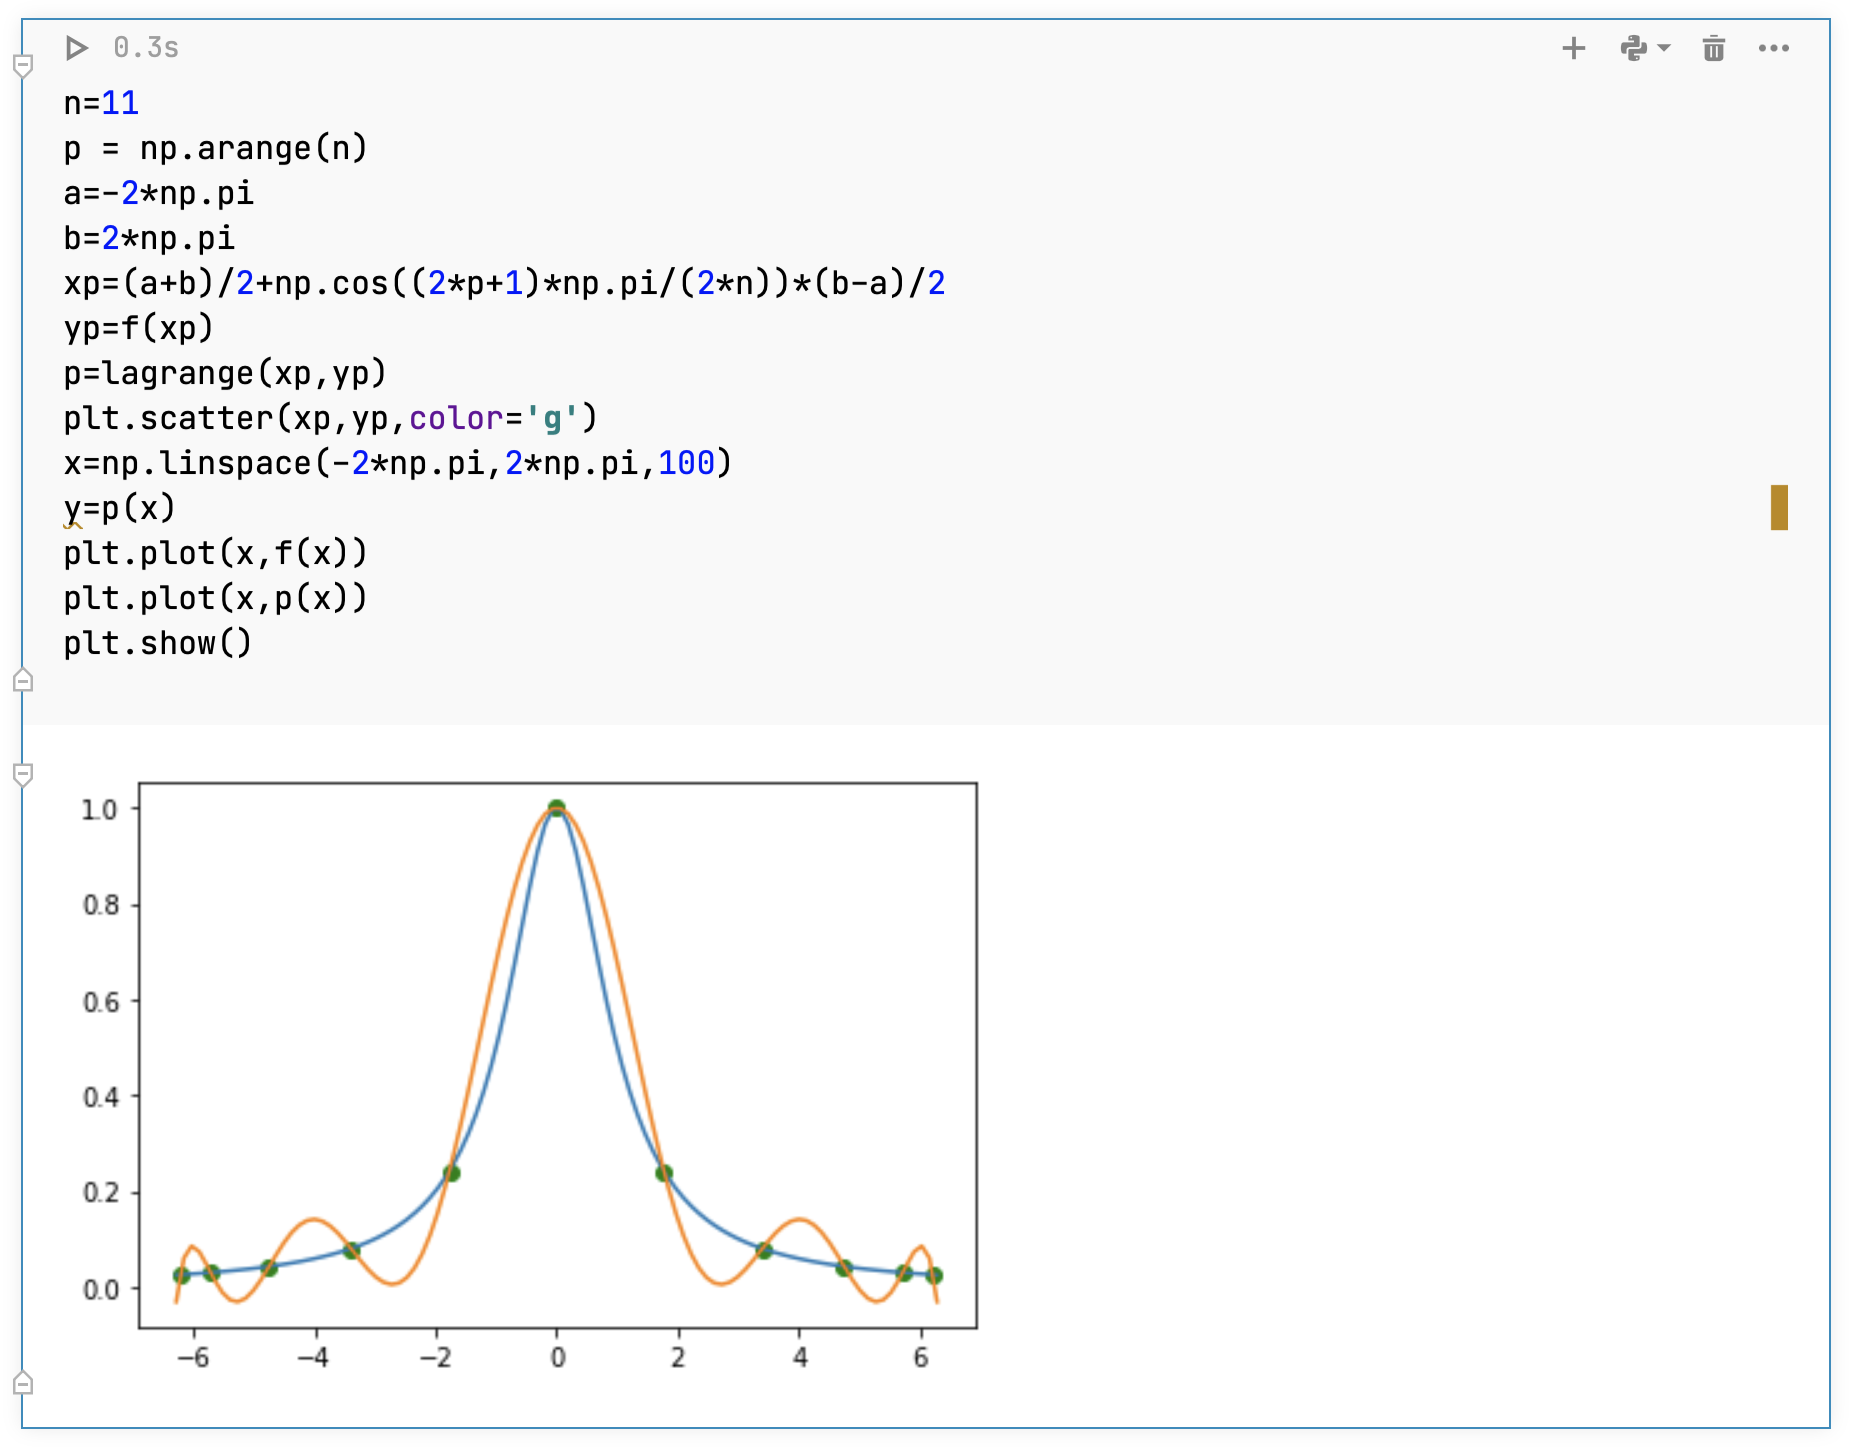 0.3s
n=11
p = np.arange(n)
a=-2*np.pi
b=2*np.pi
xp=(a+b)/2+np.cos((2*p+1)*np.pi/(2*n))*(b-a)/2
yp=f(xp)
p=lagrange(xp,yp)
plt.scatter(xp,yp,color='g')
x=np.linspace(-2*np.pi,2*np.pi,100)
y=p(x)
plt.plot(x,f(x))
plt.plot(x,p(x))
plt.show()
1.0
0.8
0.6
0.4
0.2
0.0
−6 −4 −2 0 2 4 6